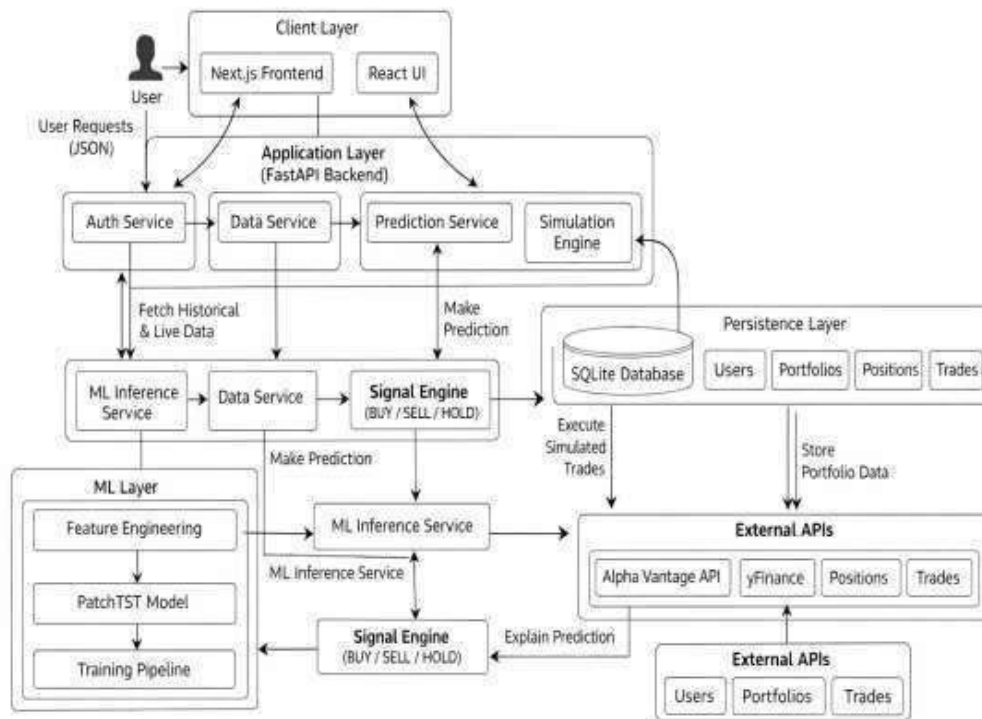 Client Layer
Next.js Frontend
React UI
User
User Requests
(JSON)
Application Layer
(FastAPI Backend)
Auth Service
Data Service
Prediction Service
Simulation
Engine
Fetch Historical
& Live Data
Make
Prediction
Persistence Layer
SQLite Database
Users
Portfolios
Positions
Trades
ML Inference
Service
Data Service
Signal Engine
(BUY / SELL / HOLD)
Execute
Simulated
Trades
Store
Portfolio Data
Make Prediction
ML Layer
Feature Engineering
PatchTST Model
Training Pipeline
ML Inference Service
ML Inference Service
Signal Engine
(BUY / SELL / HOLD)
Explain Prediction
External APIs
Alpha Vantage API
yFinance
Positions
Trades
External APIs
Users
Portfolios
Trades